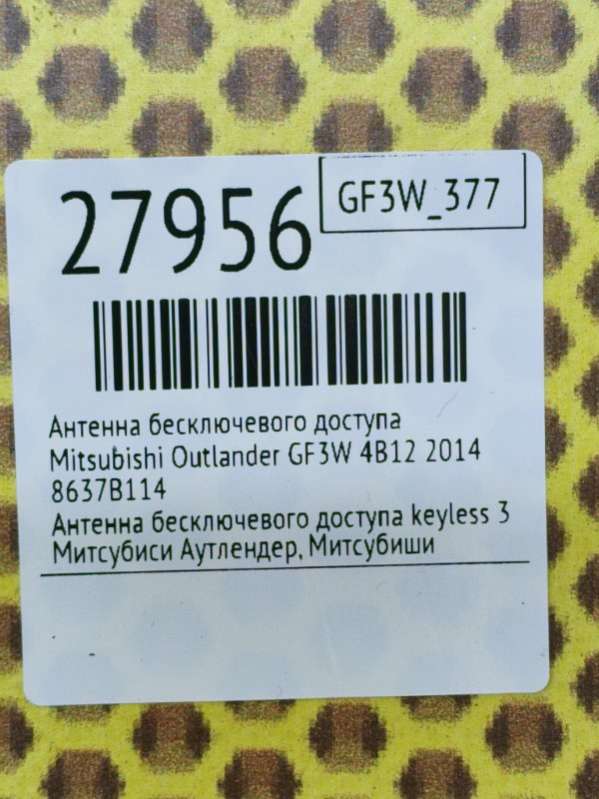 27956
GF3W_377
Антенна бесключевого доступа
Mitsubishi Outlander GF3W 4B12 2014
8637B114
Антенна бесключевого доступа keyless 3
Митсубиси Аутлендер, Митсубиши